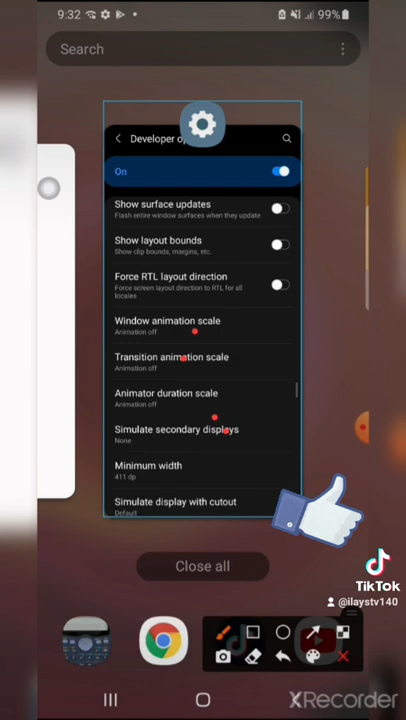 9:32
99%
Search
Developer o
On
Show surface updates
Flash entire window surfaces when they update
Show layout bounds
Show clip bounds, margins, etc.
Force RTL layout direction
Force screen layout direction to RTL for all
locales
Window animation scale
Animation off
Transition animation scale
Animation off
Animator duration scale
Animation off
Simulate secondary displays
None
Minimum width
411 dp
Simulate display with cutout
Default
Close all
TikTok
@ilaystv140
XRecorder